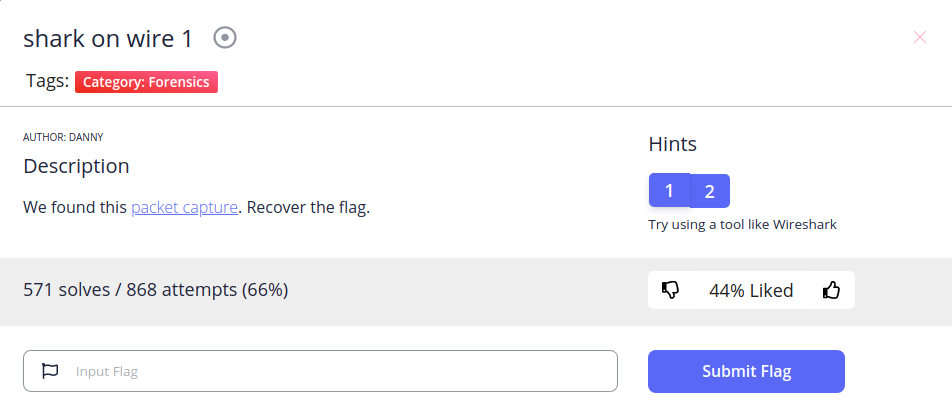 shark on wire 1
Tags: Category: Forensics
AUTHOR: DANNY
Description
We found this packet capture. Recover the flag.
Hints
1 2
Try using a tool like Wireshark
571 solves / 868 attempts (66%)
44% Liked
Input Flag
Submit Flag